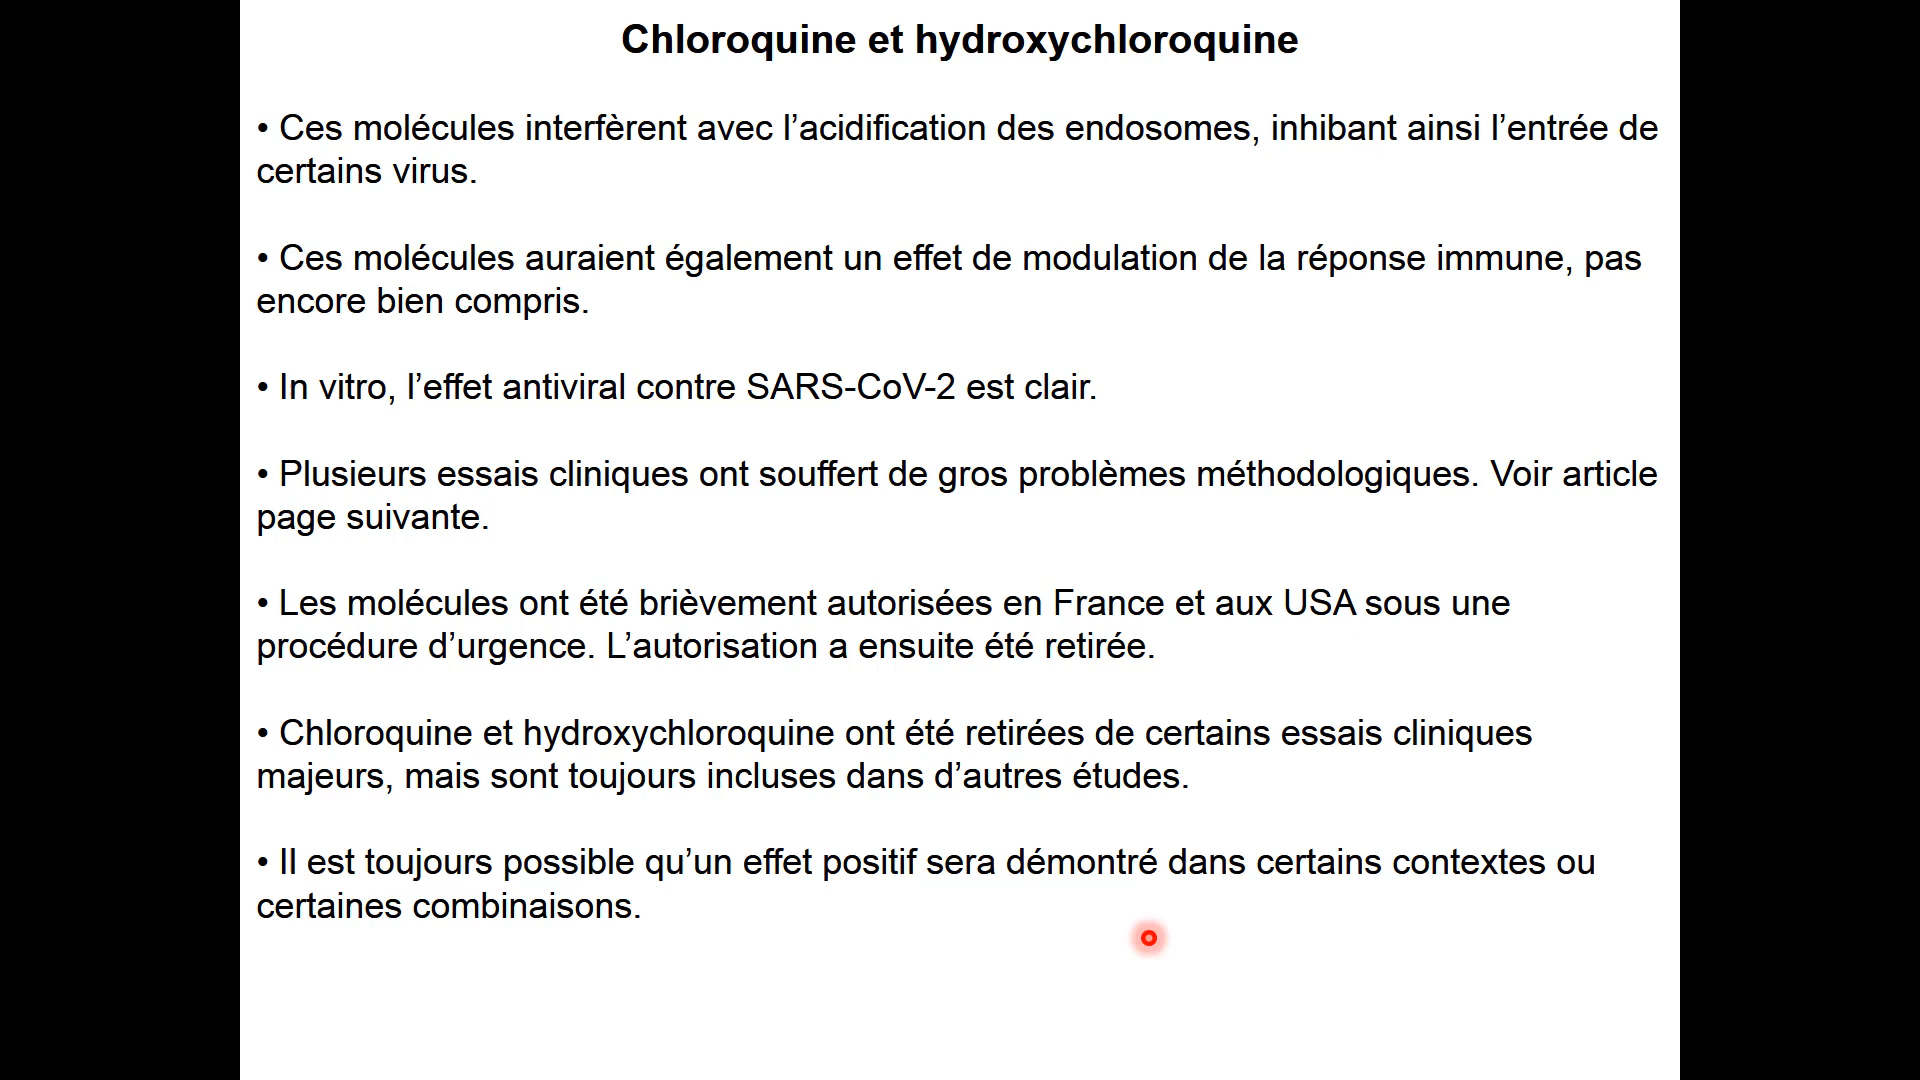 Chloroquine et hydroxychloroquine
• Ces molécules interfèrent avec l’acidification des endosomes, inhibant ainsi l’entrée de
certains virus.
• Ces molécules auraient également un effet de modulation de la réponse immune, pas
encore bien compris.
• In vitro, l’effet antiviral contre SARS-CoV-2 est clair.
• Plusieurs essais cliniques ont souffert de gros problèmes méthodologiques. Voir article
page suivante.
• Les molécules ont été brièvement autorisées en France et aux USA sous une
procédure d’urgence. L’autorisation a ensuite été retirée.
• Chloroquine et hydroxychloroquine ont été retirées de certains essais cliniques
majeurs, mais sont toujours incluses dans d’autres études.
• Il est toujours possible qu’un effet positif sera démontré dans certains contextes ou
certaines combinaisons.